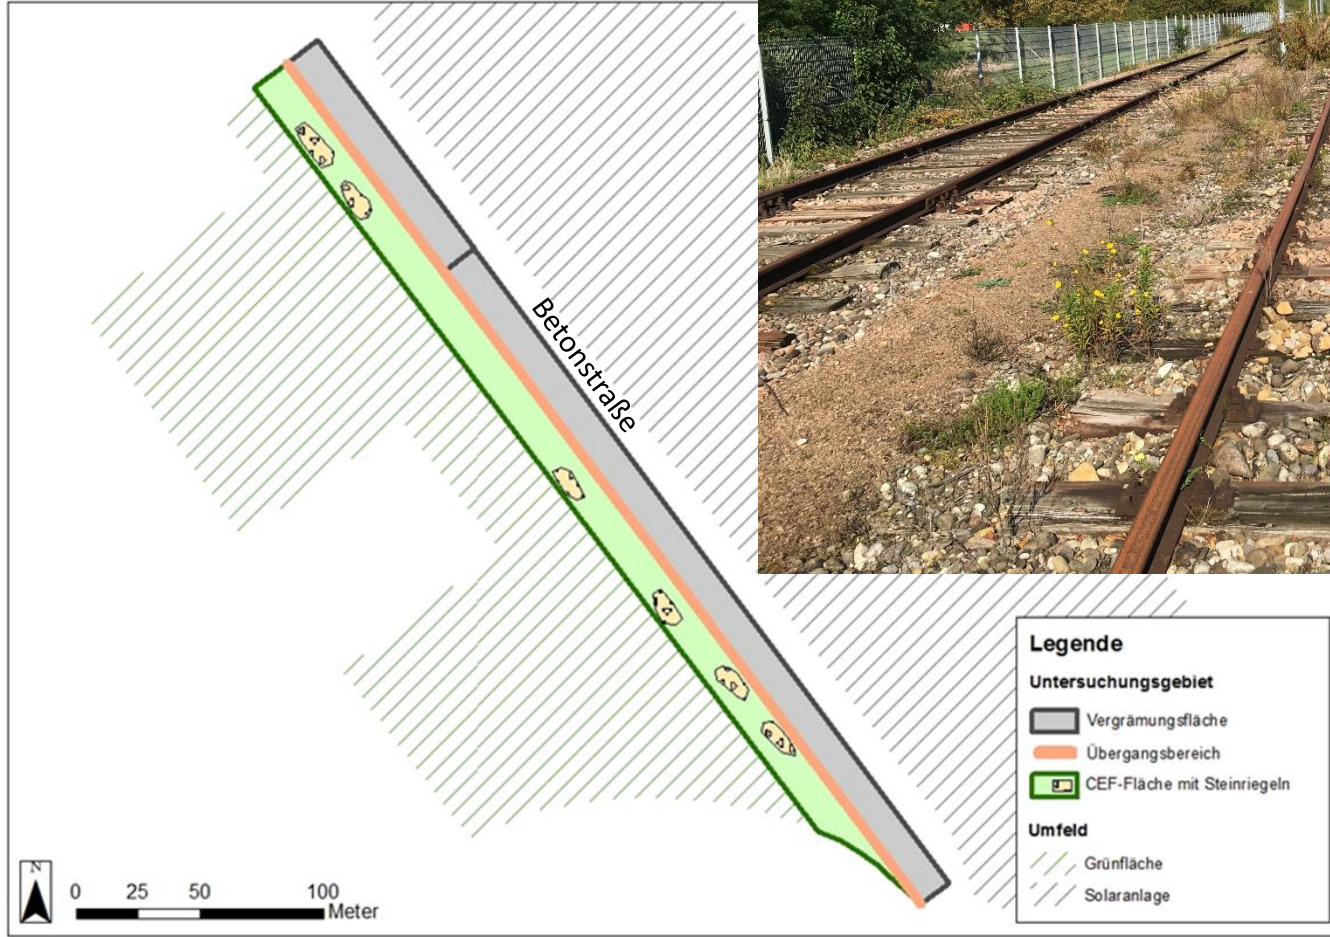 Betonstraße
Legende
Untersuchungsgebiet
Vergrämungsfläche
Übergangsbereich
CEF-Fläche mit Steinriegeln
Umfeld
Grünfläche
Solaranlage
N
0 25 50 100
Meter